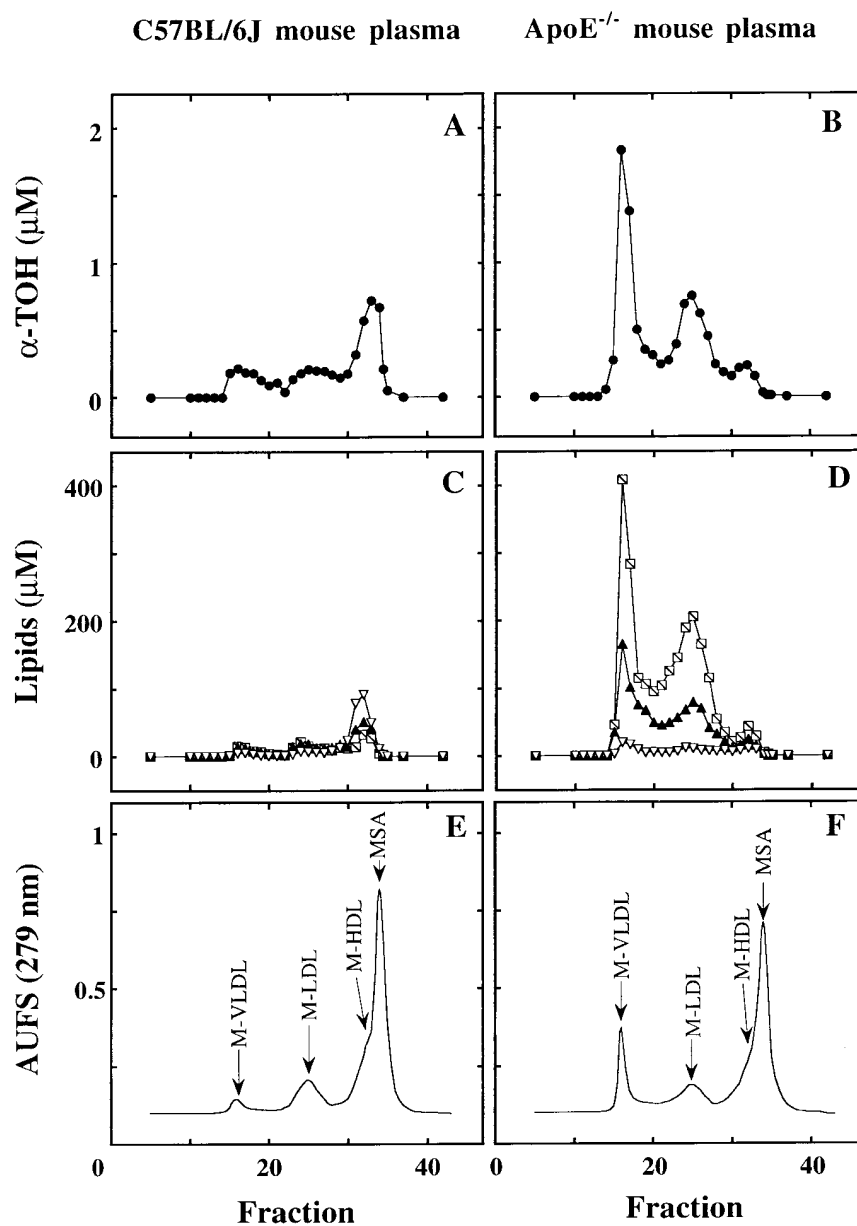 C57BL/6J mouse plasma
ApoE-/- mouse plasma
α-TOH (μM)
2
1
0
A
B
Lipids (μM)
400
200
0
C
D
AUFS (279 nm)
1
0.5
E
M-VLDL
M-LDL
M-HDL
MSA
F
M-VLDL
M-LDL
M-HDL
MSA
0 20 40
0 20 40
Fraction
Fraction